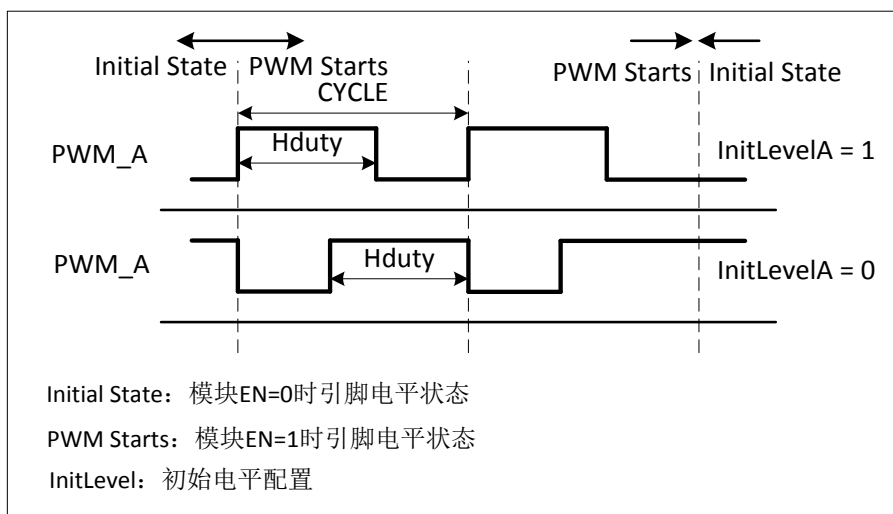 Initial State PWM Starts
PWM Starts Initial State
CYCLE
PWM_A
Hduty
InitLevelA = 1
PWM_A
Hduty
InitLevelA = 0
Initial State：模块EN=0时引脚电平状态
PWM Starts：模块EN=1时引脚电平状态
InitLevel：初始电平配置